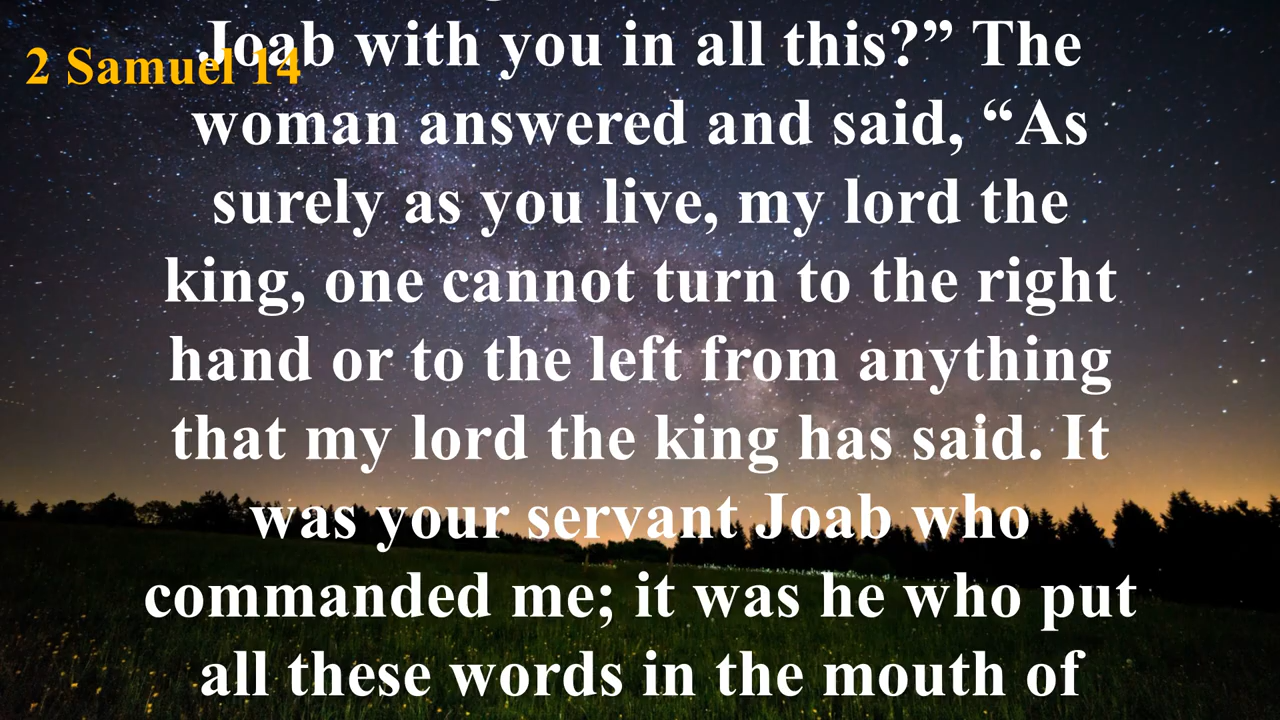 2 Samuel 14
Joab with you in all this?” The
woman answered and said, “As
surely as you live, my lord the
king, one cannot turn to the right
hand or to the left from anything
that my lord the king has said. It
was your servant Joab who
commanded me; it was he who put
all these words in the mouth of